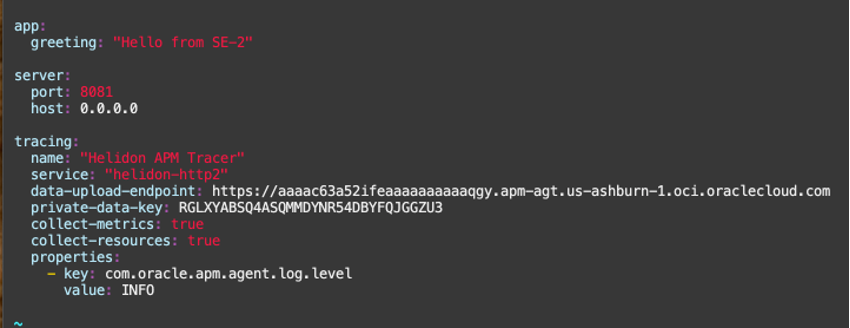 app:
  greeting: "Hello from SE-2"
server:
  port: 8081
  host: 0.0.0.0
tracing:
  name: "Helidon APM Tracer"
  service: "helidon-http2"
  data-upload-endpoint: https://aaaac63a52ifeaaaaaaaaaaqgy.apm-agt.us-ashburn-1.oci.oraclecloud.com
  private-data-key: RGLXYABSQ4ASQMMDYNR54DBYFQJGGZU3
  collect-metrics: true
  collect-resources: true
  properties:
    - key: com.oracle.apm.agent.log.level
      value: INFO
~